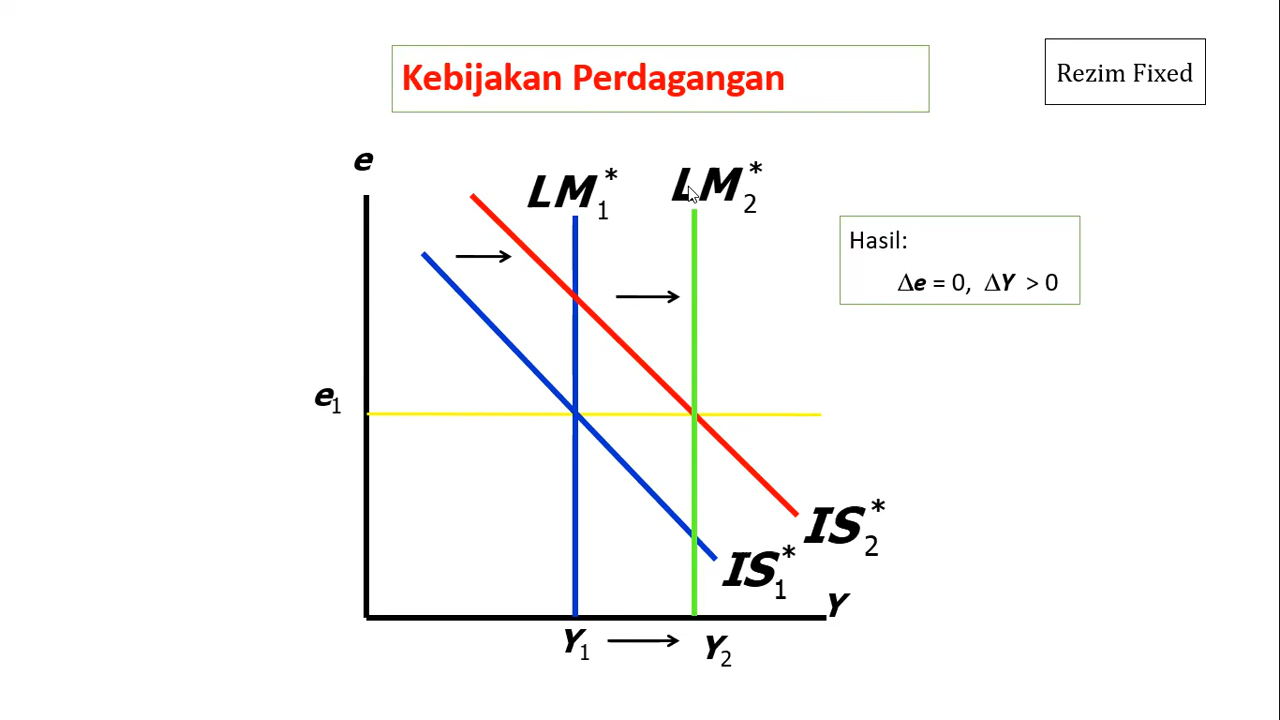 Kebijakan Perdagangan
Rezim Fixed
e
LM*1
LM*2
Hasil:
Δe = 0, ΔY > 0
e1
IS*2
IS*1
Y
Y1
Y2